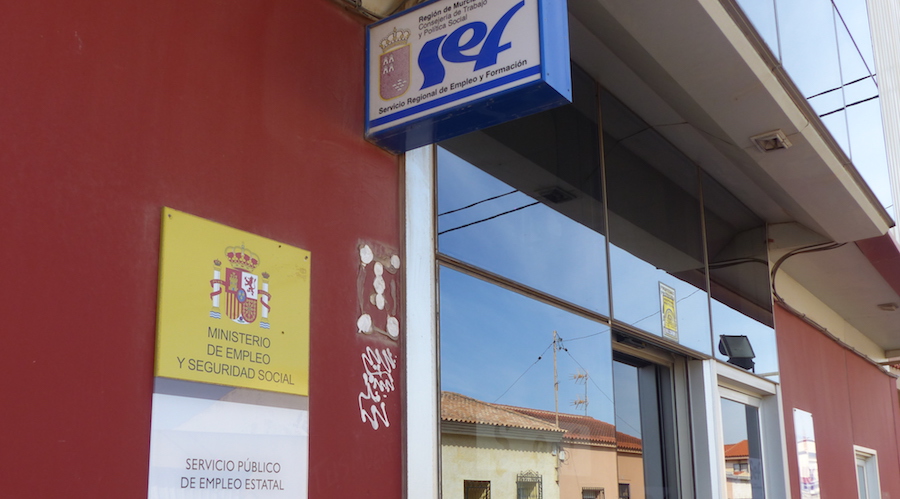 Región de Murcia
Consejería de Trabajo
y Política Social
sef
Servicio Regional de Empleo y Formación
MINISTERIO
DE EMPLEO
Y SEGURIDAD SOCIAL
SERVICIO PÚBLICO
DE EMPLEO ESTATAL